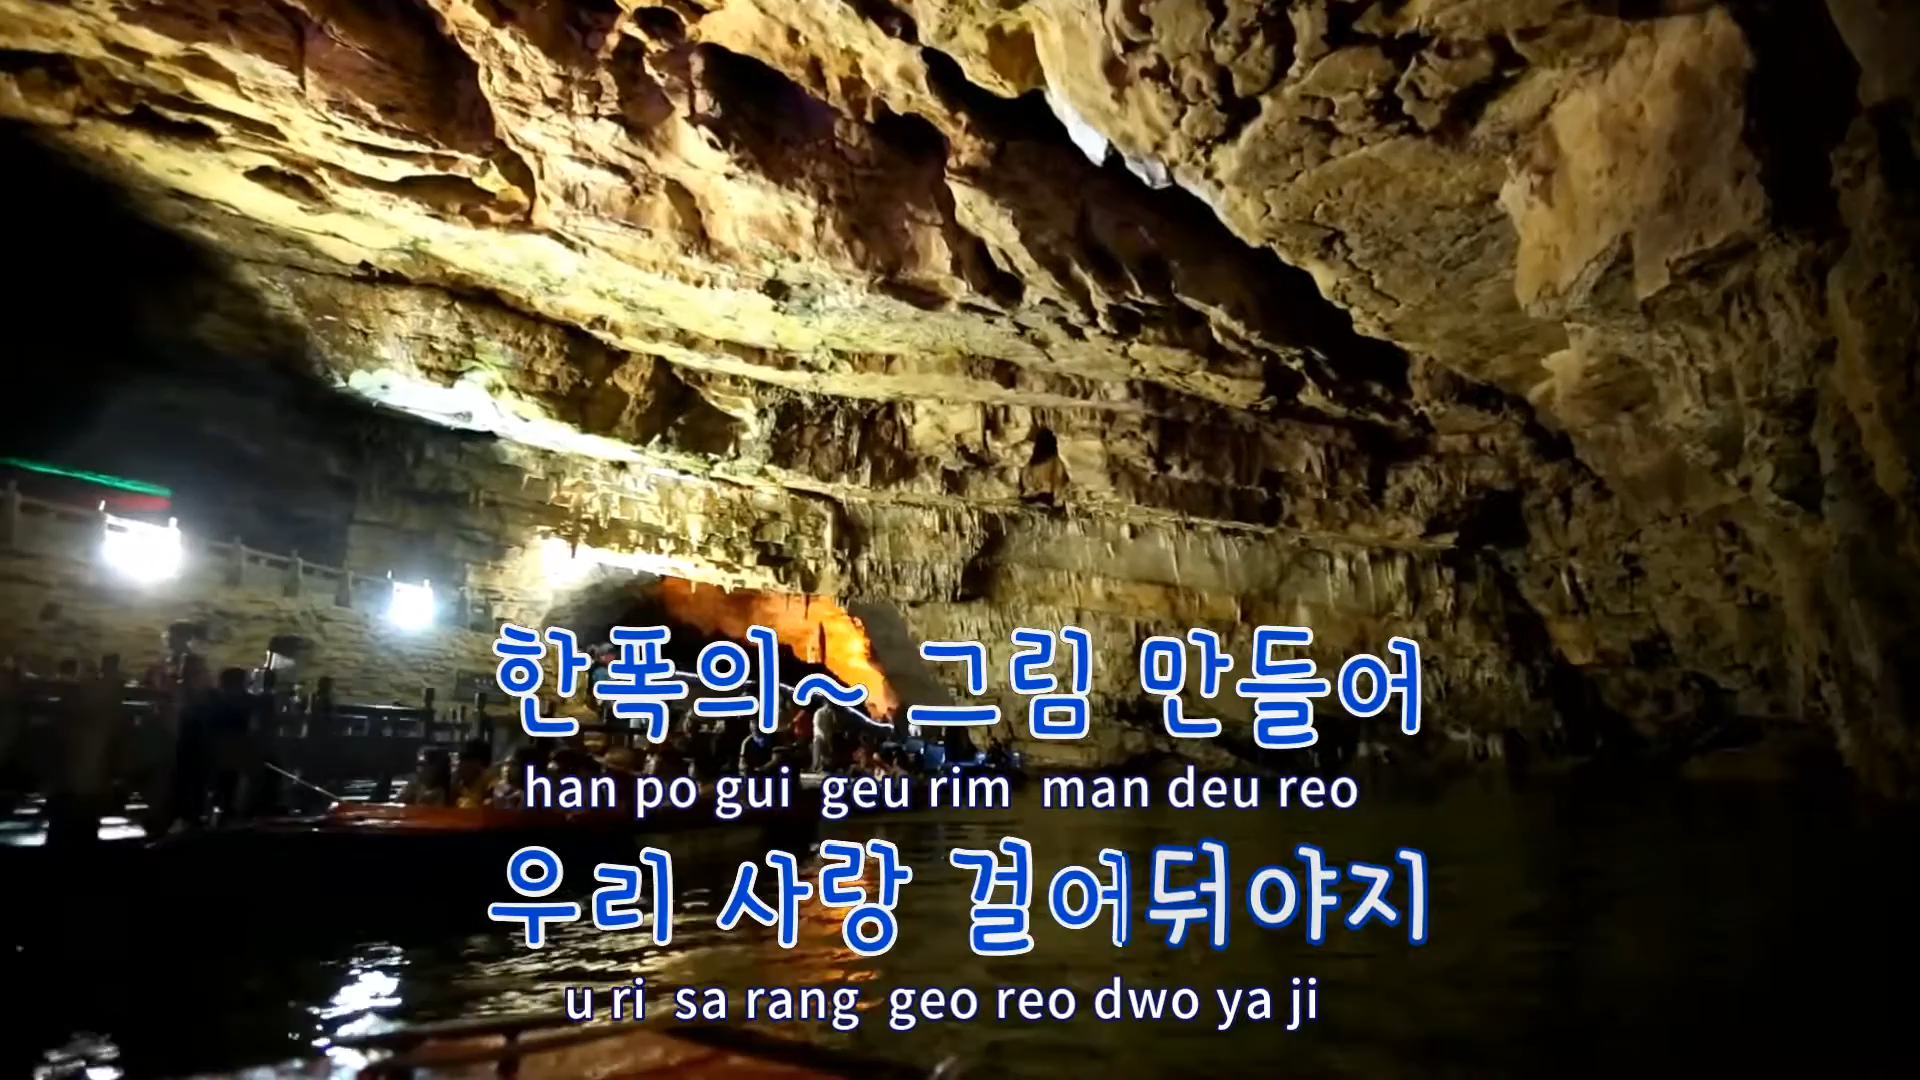 한폭의~ 그림 만들어
han po gui geu rim man deu reo
우리 사랑 걸어둬야지
u ri sa rang geo reo dwo ya ji